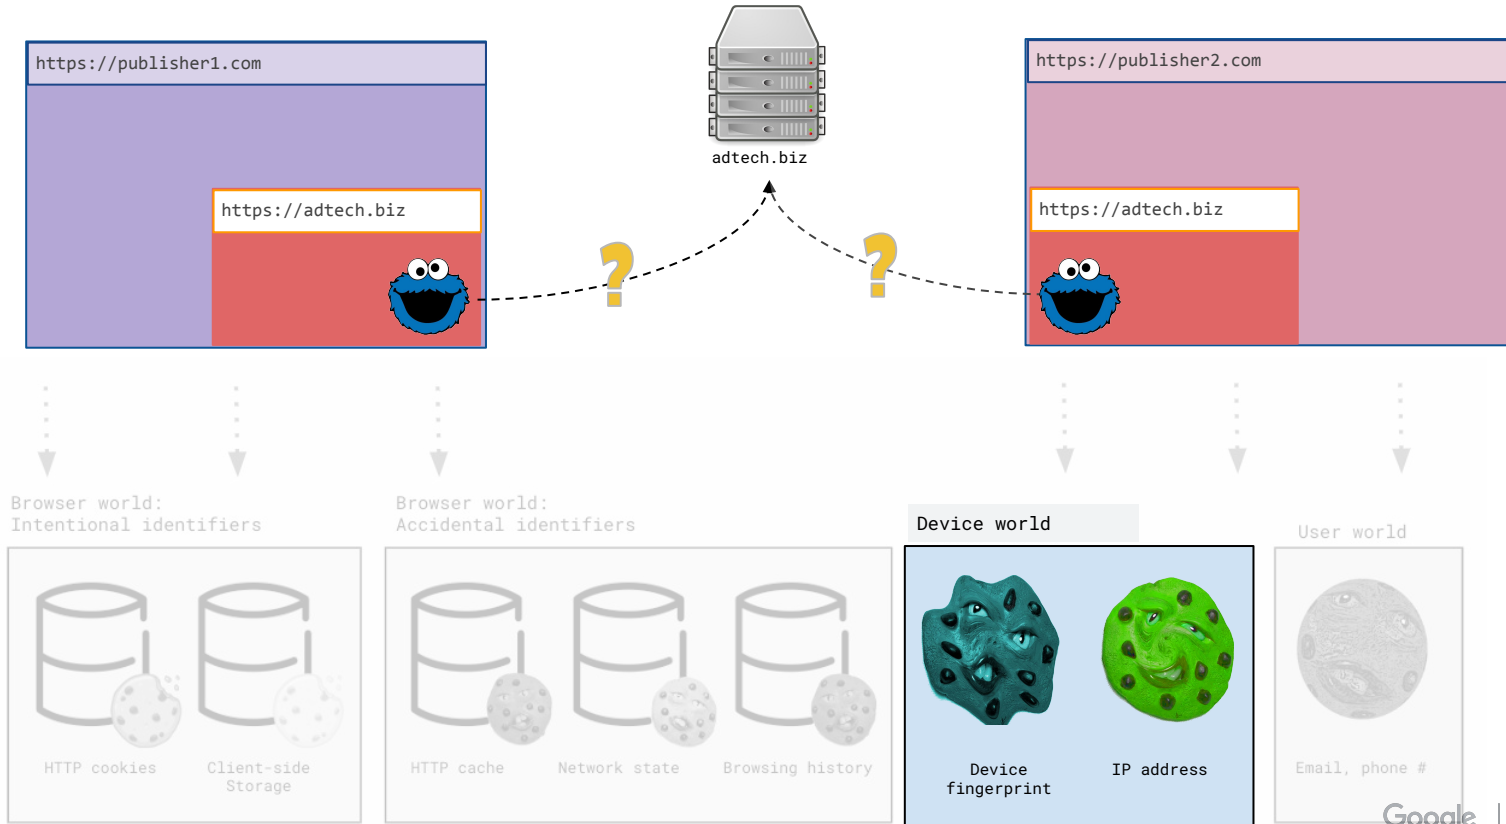 https://publisher1.com
https://publisher2.com
adtech.biz
https://adtech.biz
https://adtech.biz
?
?
Browser world:
Intentional identifiers
Browser world:
Accidental identifiers
Device world
User world
HTTP cookies
Client-side
Storage
HTTP cache
Network state
Browsing history
Device
fingerprint
IP address
Email, phone #
Google |